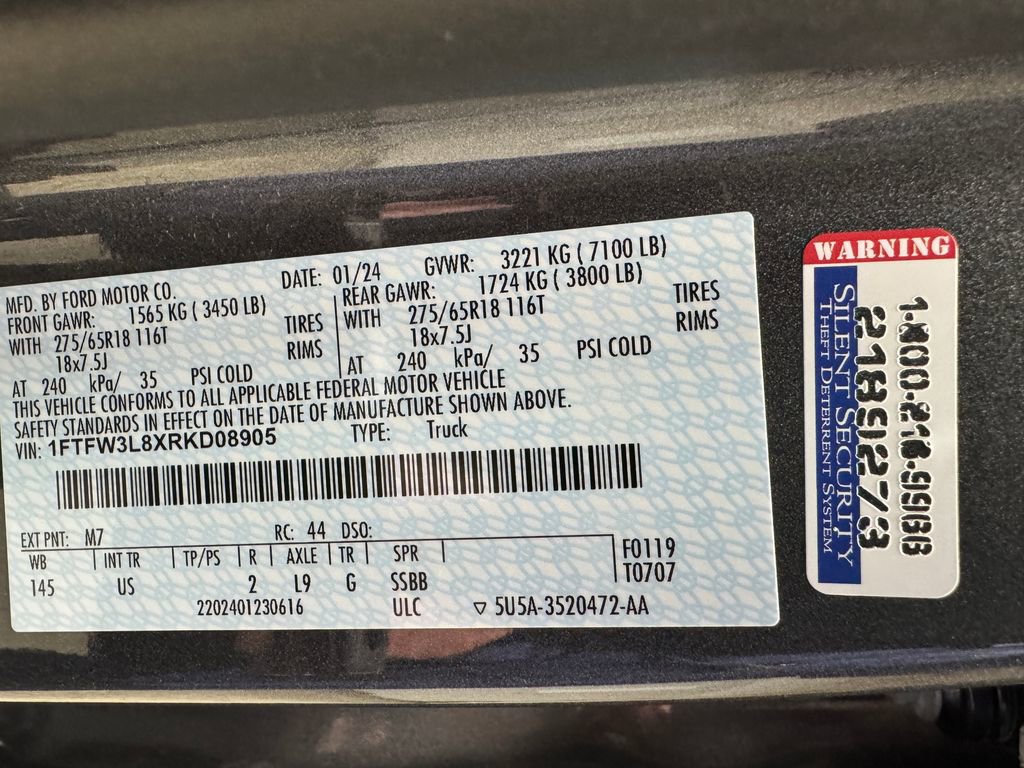 MFD. BY FORD MOTOR CO. DATE: 01/24 GVWR: 3221 KG ( 7100 LB)
FRONT GAWR: 1565 KG ( 3450 LB) REAR GAWR: 1724 KG ( 3800 LB)
WITH 275/65R18 116T TIRES WITH 275/65R18 116T TIRES
18x7.5J RIMS 18x7.5J RIMS
AT 240 kPa/ 35 PSI COLD AT 240 kPa/ 35 PSI COLD
THIS VEHICLE CONFORMS TO ALL APPLICABLE FEDERAL MOTOR VEHICLE
SAFETY STANDARDS IN EFFECT ON THE DATE OF MANUFACTURE SHOWN ABOVE.
VIN: 1FTFW3L8XRKD08905 TYPE: Truck
EXT PNT: M7 RC: 44 DSO:
WB INT TR TP/PS R AXLE TR SPR F0119
145 US 2 L9 G SSBB T0707
2202401230616 ULC ▽ 5U5A-3520472-AA
WARNING
SILENT SECURITY
THEFT DETERRENT SYSTEM
1.800.216.9988
21892273